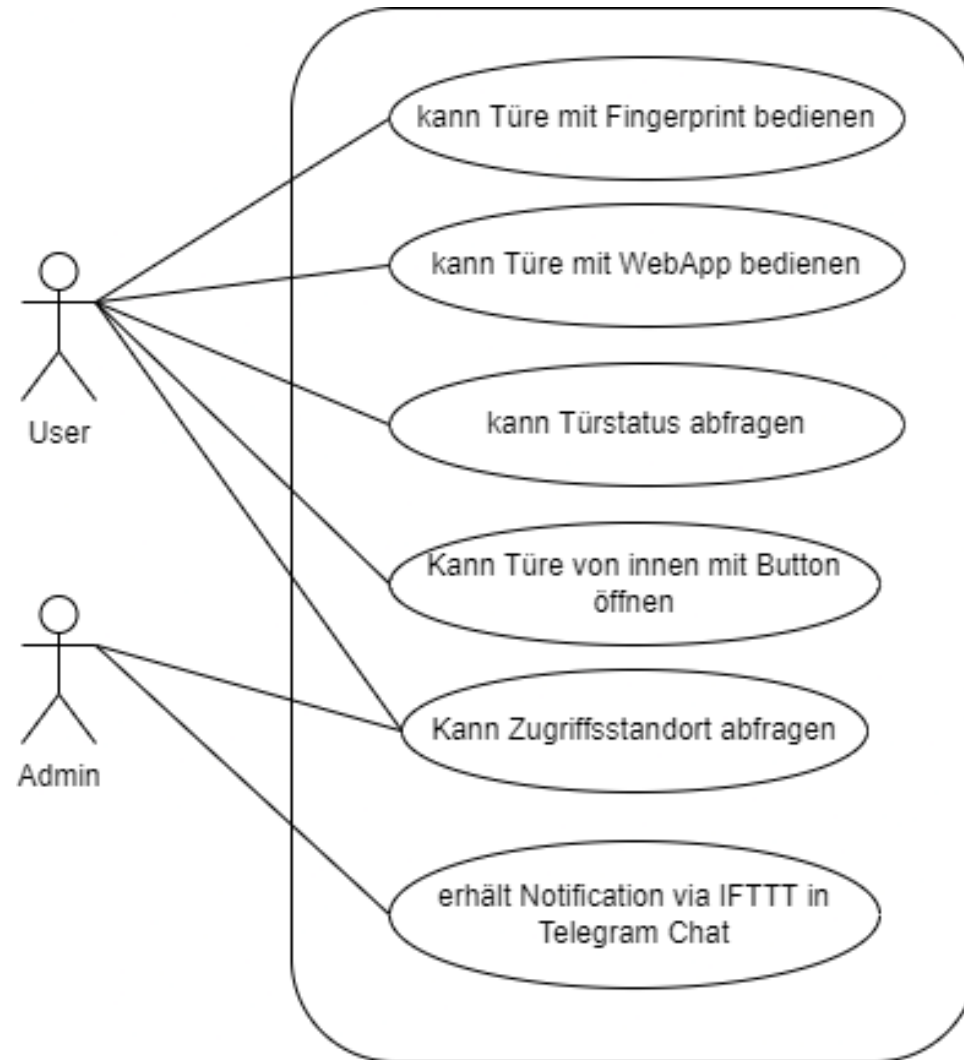 kann Türe mit Fingerprint bedienen
kann Türe mit WebApp bedienen
kann Türstatus abfragen
User
Kann Türe von innen mit Button
öffnen
Kann Zugriffsstandort abfragen
Admin
erhält Notification via IFTTT in
Telegram Chat